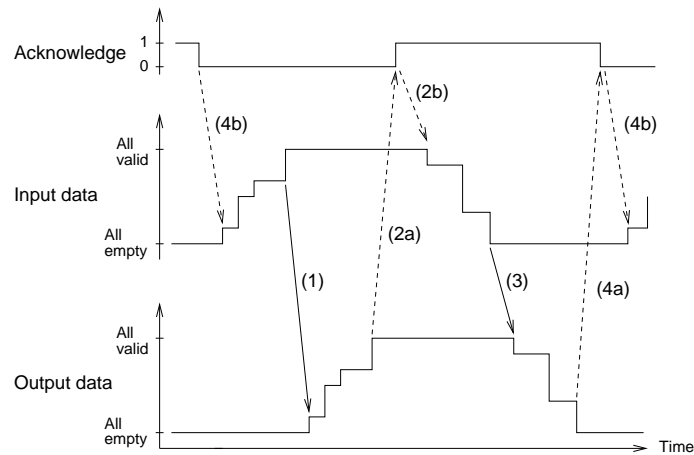 Acknowledge
1
0
(4b)
(2b)
(4b)
All
valid
Input data
All
empty
(1)
(2a)
(3)
(4a)
All
valid
Output data
All
empty
Time